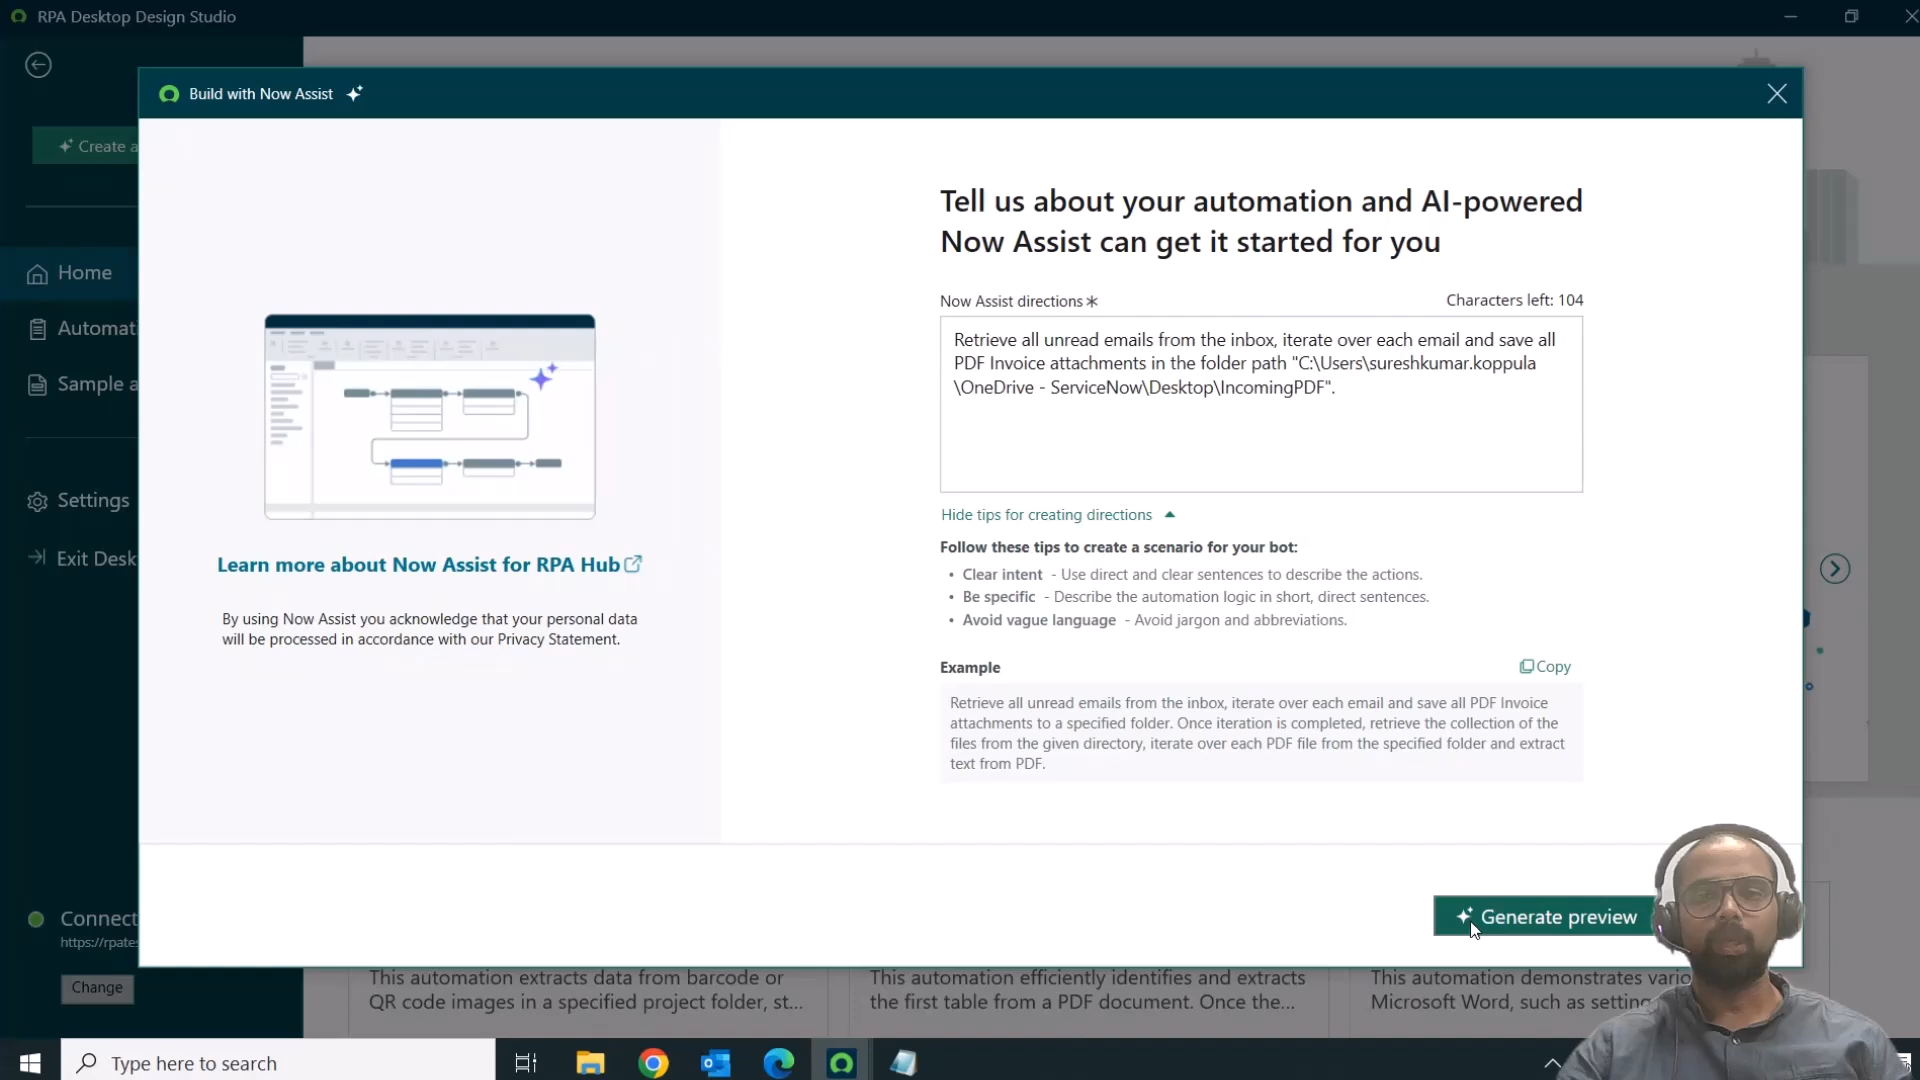 RPA Desktop Design Studio
Build with Now Assist
Create a
Home
Automati
Sample a
Settings
Exit Desk
Connect
https://rpates
Change
Learn more about Now Assist for RPA Hub
By using Now Assist you acknowledge that your personal data
will be processed in accordance with our Privacy Statement.
Tell us about your automation and AI-powered
Now Assist can get it started for you
Now Assist directions*
Characters left: 104
Retrieve all unread emails from the inbox, iterate over each email and save all
PDF Invoice attachments in the folder path "C:\Users\sureshkumar.koppula
\OneDrive - ServiceNow\Desktop\IncomingPDF".
Hide tips for creating directions
Follow these tips to create a scenario for your bot:
• Clear intent - Use direct and clear sentences to describe the actions.
• Be specific - Describe the automation logic in short, direct sentences.
• Avoid vague language - Avoid jargon and abbreviations.
Example
Copy
Retrieve all unread emails from the inbox, iterate over each email and save all PDF Invoice
attachments to a specified folder. Once iteration is completed, retrieve the collection of the
files from the given directory, iterate over each PDF file from the specified folder and extract
text from PDF.
Generate preview
This automation extracts data from barcode or
QR code images in a specified project folder, st...
This automation efficiently identifies and extracts
the first table from a PDF document. Once the...
This automation demonstrates vario
Microsoft Word, such as setting
Type here to search